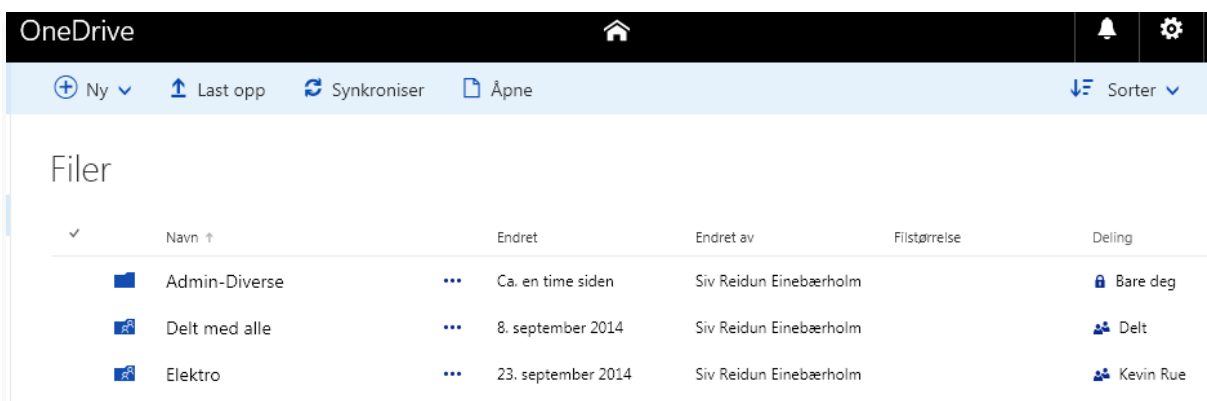 OneDrive
Ny Last opp Synkroniser Åpne Sorter
Filer
Navn ↑ Endret Endret av Filstørrelse Deling
Admin-Diverse ••• Ca. en time siden Siv Reidun Einebærholm Bare deg
Delt med alle ••• 8. september 2014 Siv Reidun Einebærholm Delt
Elektro ••• 23. september 2014 Siv Reidun Einebærholm Kevin Rue